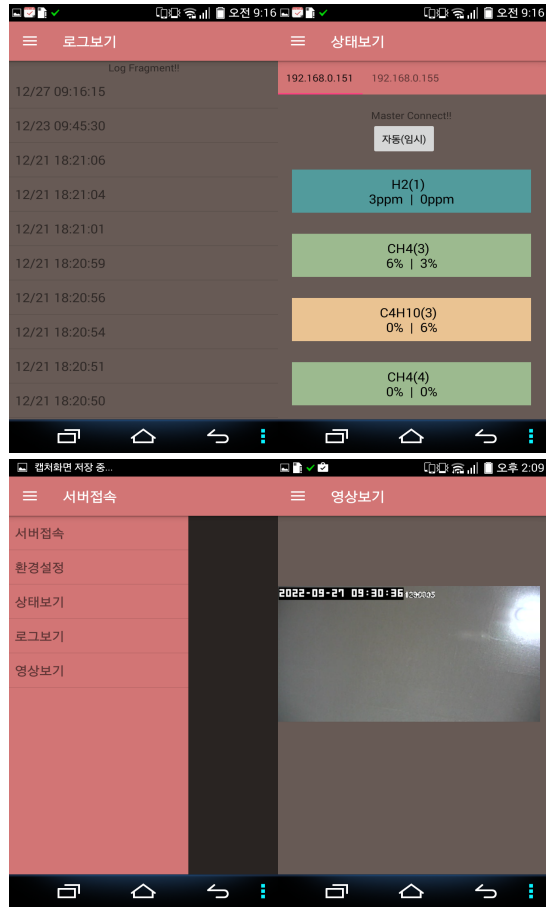 오전 9:16
로그보기
Log Fragment!!
12/27 09:16:15
12/23 09:45:30
12/21 18:21:06
12/21 18:21:04
12/21 18:21:01
12/21 18:20:59
12/21 18:20:56
12/21 18:20:54
12/21 18:20:51
12/21 18:20:50
오전 9:16
상태보기
192.168.0.151 192.168.0.155
Master Connect!!
자동(임시)
H2(1)
3ppm | 0ppm
CH4(3)
6% | 3%
C4H10(3)
0% | 6%
CH4(4)
0% | 0%
캡처화면 저장 중...
서버접속
서버접속
환경설정
상태보기
로그보기
영상보기
오후 2:09
영상보기
2022-09-27 09:30:36